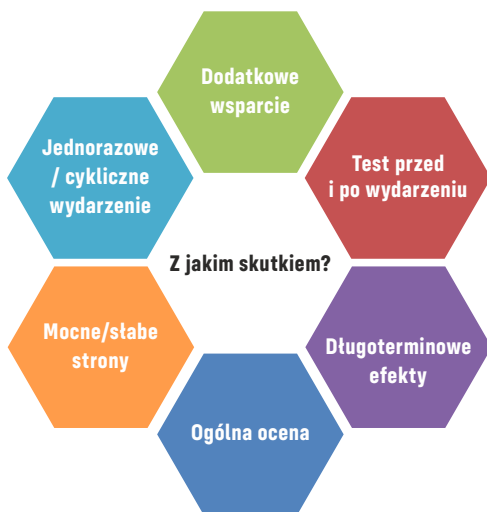 Dodatkowe
wsparcie
Jednorazowe
/ cykliczne
wydarzenie
Test przed
i po wydarzeniu
Z jakim skutkiem?
Mocne/słabe
strony
Długoterminowe
efekty
Ogólna ocena